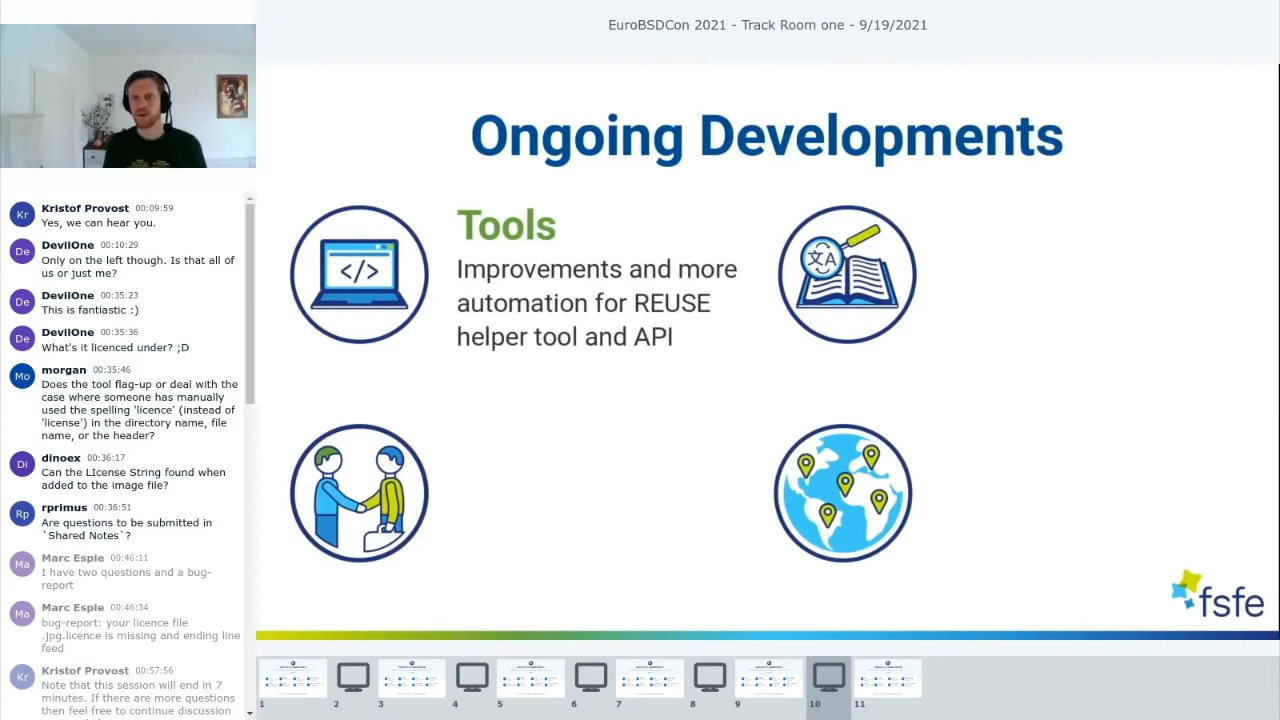 EuroBSDCon 2021 - Track Room one - 9/19/2021
Kr
Kristof Provost 00:09:59
Yes, we can hear you.
De
DevilOne 00:10:29
Only on the left though. Is that all of
us or just me?
De
DevilOne 00:35:23
This is fantastic :)
De
DevilOne 00:35:36
What's it licenced under? ;D
Mo
morgan 00:35:46
Does the tool flag-up or deal with the
case where someone has manually
used the spelling 'licence' (instead of
'license') in the directory name, file
name, or the header?
Di
dinoex 00:36:17
Can the LIcense String found when
added to the image file?
Rp
rprimus 00:36:51
Are questions to be submitted in
`Shared Notes`?
Ma
Marc Espie 00:46:11
I have two questions and a bug-
report
Ma
Marc Espie 00:46:34
bug-report: your licence file
.jpg.licence is missing and ending line
feed
Kr
Kristof Provost 00:57:56
Note that this session will end in 7
minutes. If there are more questions
then feel free to continue discussion
Ongoing Developments
</>
Tools
Improvements and more
automation for REUSE
helper tool and API
文A
fsfe
1 2 3 4 5 6 7 8 9 10 11